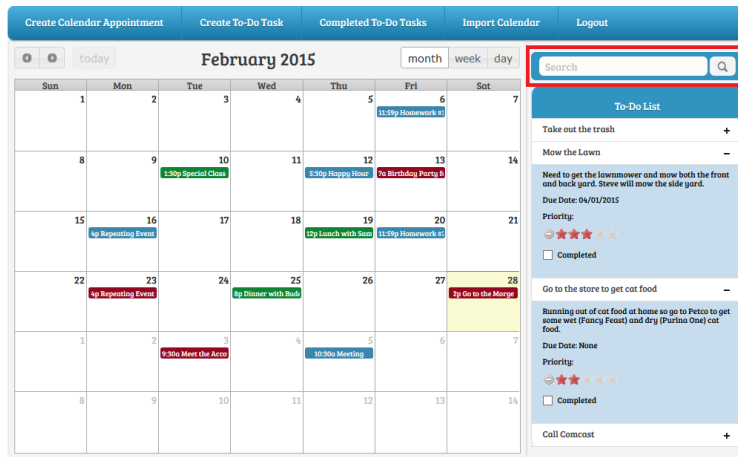 Create Calendar Appointment Create To-Do Task Completed To-Do Tasks Import Calendar Logout
today February 2015 month week day
Sun Mon Tue Wed Thu Fri Sat
1 2 3 4 5 6 7
11:59p Homework #1
8 9 10 11 12 13 14
1:30p Special Class 5:30p Happy Hour 7a Birthday Party fo
15 16 17 18 19 20 21
4p Repeating Event 12p Lunch with Sam 11:59p Homework #2
22 23 24 25 26 27 28
4p Repeating Event 8p Dinner with Bude 2p Go to the Morge
1 2 3 4 5 6 7
9:30a Meet the Acco 10:30a Meeting
8 9 10 11 12 13 14
Search
To-Do List
Take out the trash +
Mow the Lawn –
Need to get the lawnmower and mow both the front
and back yard. Steve will mow the side yard.
Due Date: 04/01/2015
Priority:
Completed
Go to the store to get cat food –
Running out of cat food at home so go to Petco to get
some wet (Fancy Feast) and dry (Purina One) cat
food.
Due Date: None
Priority:
Completed
Call Comcast +